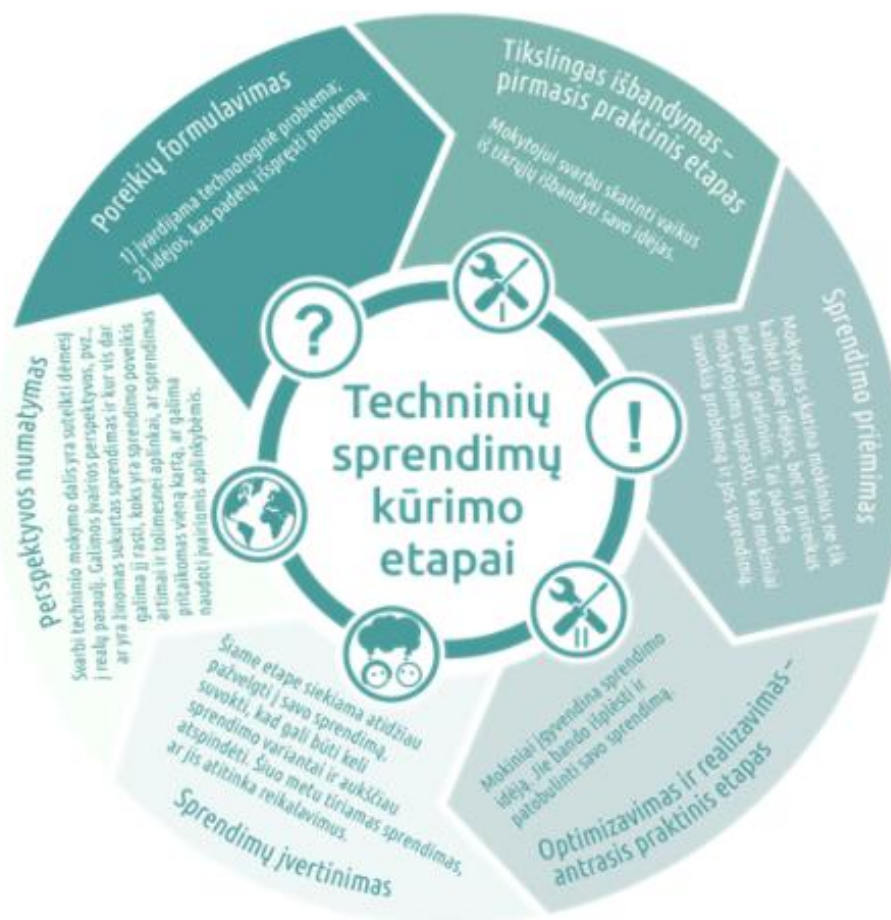 Techninių
sprendimų
kūrimo
etapai
Poreikių formulavimas
1) įvardijama technologinė problema;
2) idėjos, kas padėtų išspręsti problemą.
?
Tikslingas išbandymas –
pirmasis praktinis etapas
Mokytojui svarbu skatinti vaikus
iš tikrųjų išbandyti savo idėjas.
I
Sprendimo priėmimas
Mokytojas skatina mokinius ne tik
kalbėti apie idėjas, bet ir prireikus
padaryti piešinius. Tai padeda
mokytojams suprasti, kaip mokiniai
suvokia problemą ir jos sprendimą.
!
Optimizavimas ir realizavimas –
antrasis praktinis etapas
Mokiniai įgyvendina sprendimo
idėją. Jie bando išplėsti ir
patobulinti savo sprendimą.
II
Sprendimų įvertinimas
Šiame etape siekiama atidžiau
pažvelgti į savo sprendimą,
suvokti, kad gali būti keli
sprendimo variantai ir aukščiau
atspindėti. Šiuo metu tiriamas sprendimas,
ar jis atitinka reikalavimus.
Perspektyvos numatymas
Svarbi techninio mokymo dalis yra suteikti dėmesį
į realų pasaulį. Galimos įvairios perspektyvos, pvz.,
ar yra žinomas sukurtas sprendimas ir kur vis dar
galima jį rasti, koks yra sprendimo poveikis
artimai ir tolimesnei aplinkai, ar sprendimas
pritaikomas vieną kartą, ar galima
naudoti įvairiomis aplinkybėmis.